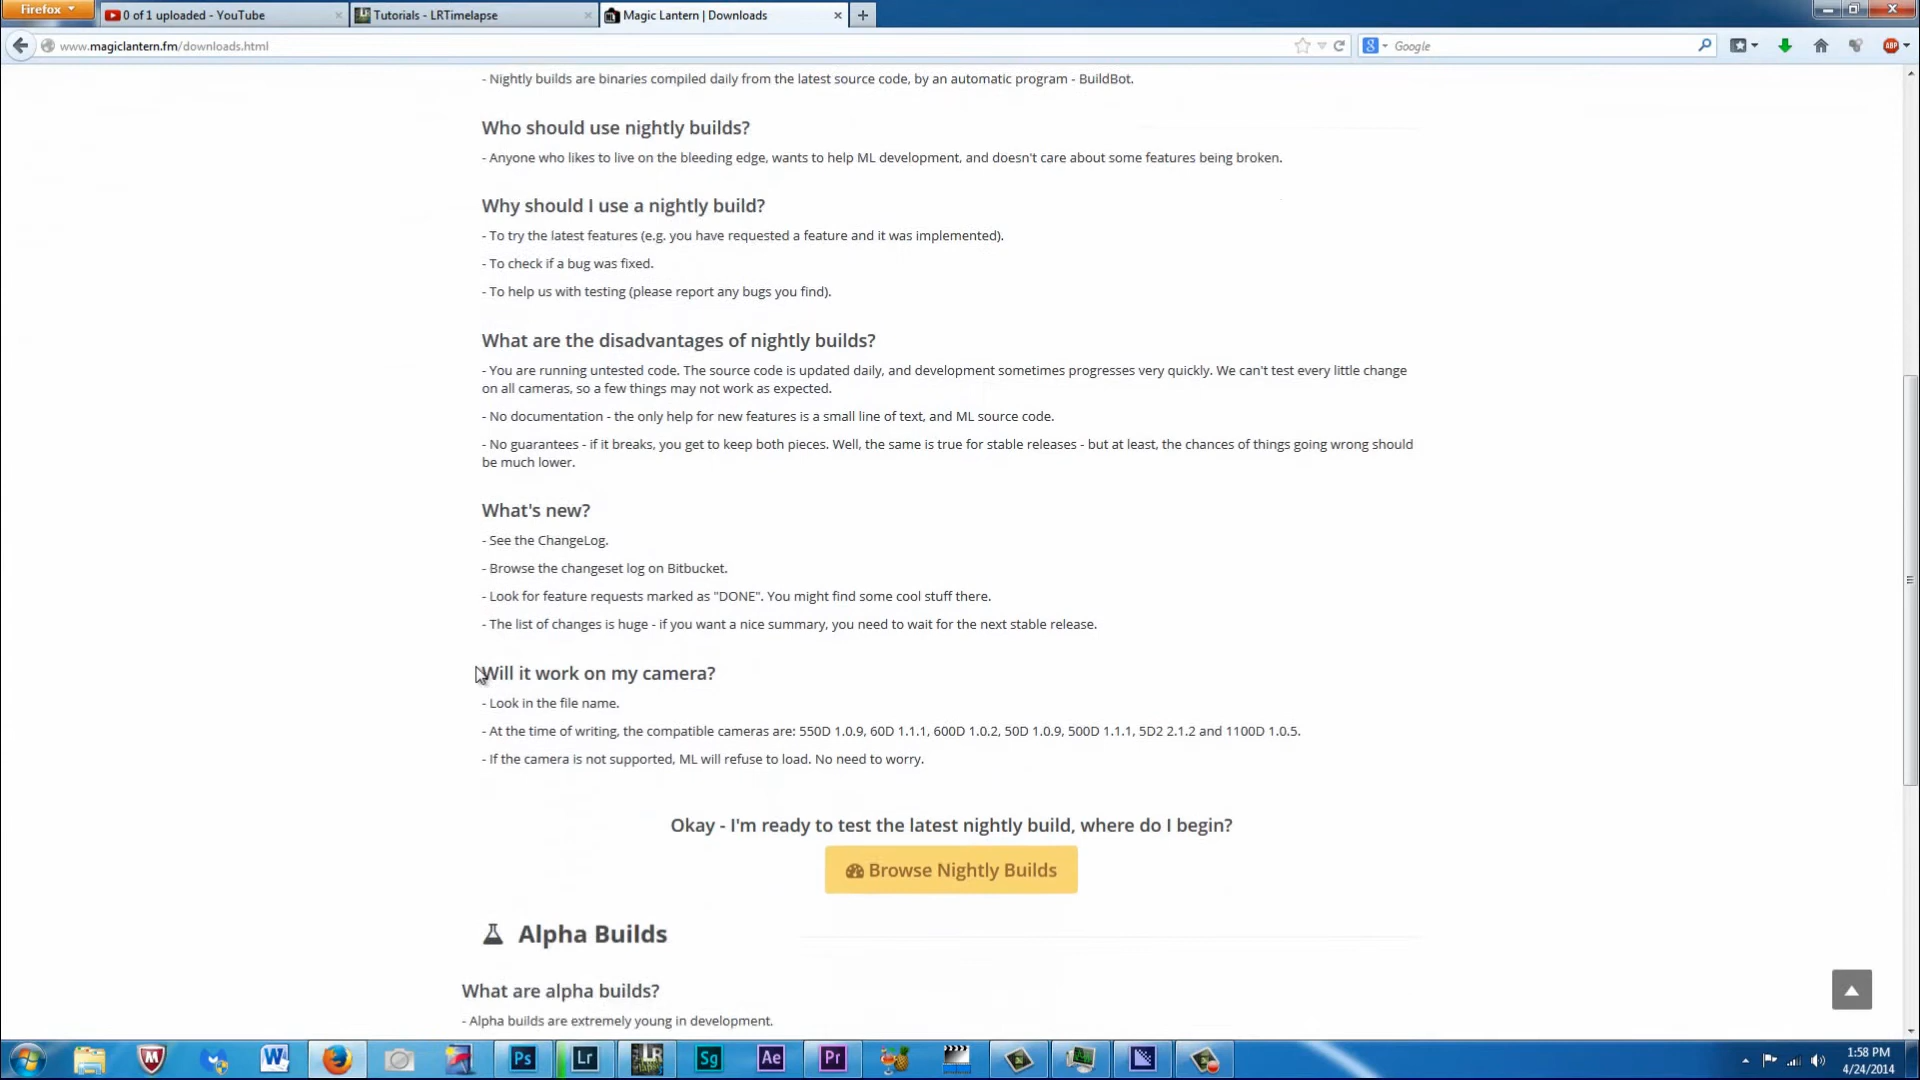 Firefox
0 of 1 uploaded - YouTube
Tutorials - LRTimelapse
Magic Lantern | Downloads
www.magiclantern.fm/downloads.html
Google
- Nightly builds are binaries compiled daily from the latest source code, by an automatic program - BuildBot.
Who should use nightly builds?
- Anyone who likes to live on the bleeding edge, wants to help ML development, and doesn't care about some features being broken.
Why should I use a nightly build?
- To try the latest features (e.g. you have requested a feature and it was implemented).
- To check if a bug was fixed.
- To help us with testing (please report any bugs you find).
What are the disadvantages of nightly builds?
- You are running untested code. The source code is updated daily, and development sometimes progresses very quickly. We can't test every little change
on all cameras, so a few things may not work as expected.
- No documentation - the only help for new features is a small line of text, and ML source code.
- No guarantees - if it breaks, you get to keep both pieces. Well, the same is true for stable releases - but at least, the chances of things going wrong should
be much lower.
What's new?
- See the ChangeLog.
- Browse the changeset log on Bitbucket.
- Look for feature requests marked as "DONE". You might find some cool stuff there.
- The list of changes is huge - if you want a nice summary, you need to wait for the next stable release.
Will it work on my camera?
- Look in the file name.
- At the time of writing, the compatible cameras are: 550D 1.0.9, 60D 1.1.1, 600D 1.0.2, 50D 1.0.9, 500D 1.1.1, 5D2 2.1.2 and 1100D 1.0.5.
- If the camera is not supported, ML will refuse to load. No need to worry.
Okay - I'm ready to test the latest nightly build, where do I begin?
Browse Nightly Builds
Alpha Builds
What are alpha builds?
- Alpha builds are extremely young in development.
Ps
Lr
LR
Sg
Ae
Pr
1:58 PM
4/24/2014